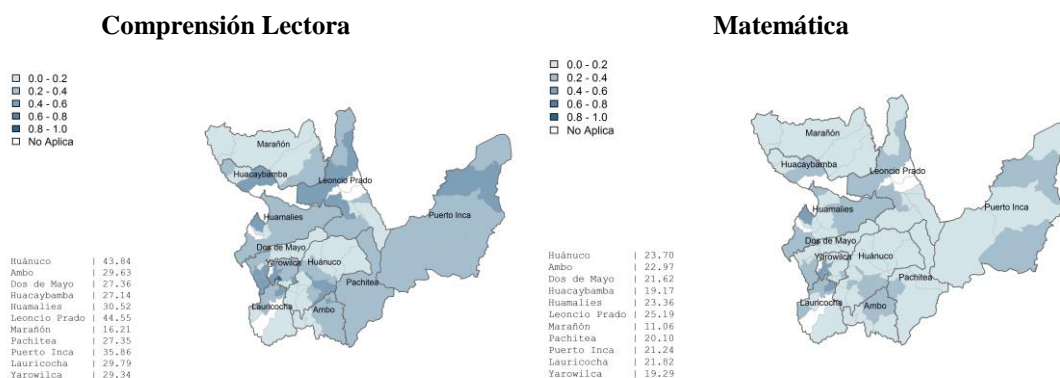 Comprensión Lectora
0.0 - 0.2
0.2 - 0.4
0.4 - 0.6
0.6 - 0.8
0.8 - 1.0
No Aplica
Marañón
Huacaybamba
Leoncio Prado
Huamalies
Puerto Inca
Dos de Mayo
Yarowilca
Huánuco
Pachitea
Lauricocha
Ambo
Huánuco | 43.84
Ambo | 29.63
Dos de Mayo | 27.36
Huacaybamba | 27.14
Huamalies | 30.52
Leoncio Prado | 44.55
Marañón | 16.21
Pachitea | 27.35
Puerto Inca | 35.86
Lauricocha | 29.79
Yarowilca | 29.34
Matemática
0.0 - 0.2
0.2 - 0.4
0.4 - 0.6
0.6 - 0.8
0.8 - 1.0
No Aplica
Marañón
Huacaybamba
Leoncio Prado
Huamalies
Puerto Inca
Dos de Mayo
Yarowilca
Huánuco
Pachitea
Lauricocha
Ambo
Huánuco | 23.70
Ambo | 22.97
Dos de Mayo | 21.62
Huacaybamba | 19.17
Huamalies | 23.36
Leoncio Prado | 25.19
Marañón | 11.06
Pachitea | 20.10
Puerto Inca | 21.24
Lauricocha | 21.82
Yarowilca | 19.29